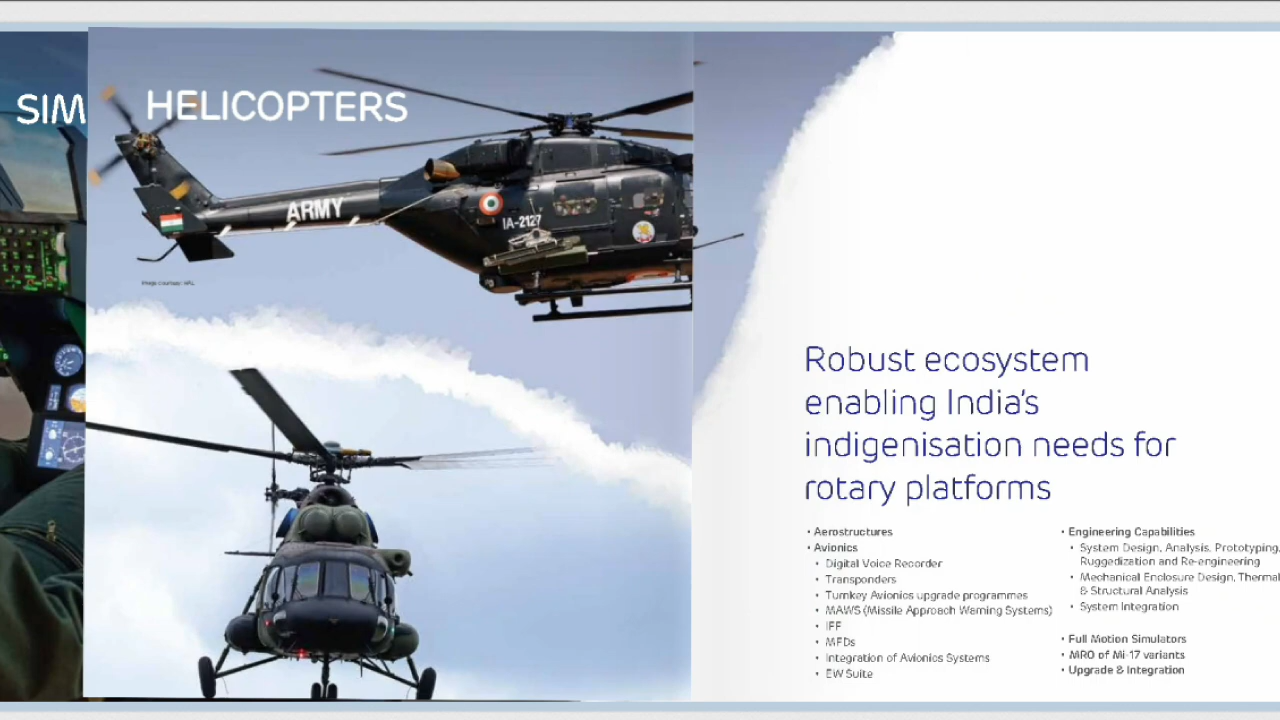 SIM
HELICOPTERS
ARMY
IA-2127
Image courtesy: HAL
Robust ecosystem
enabling India's
indigenisation needs for
rotary platforms
• Aerostructures
• Avionics
• Digital Voice Recorder
• Transponders
• Turnkey Avionics upgrade programmes
• MAWS (Missile Approach Warning Systems)
• IFF
• MFDs
• Integration of Avionics Systems
• EW Suite
• Engineering Capabilities
• System Design, Analysis, Prototyping,
Ruggedization and Re-engineering
• Mechanical Enclosure Design, Thermal
& Structural Analysis
• System Integration
• Full Motion Simulators
• MRO of Mi-17 variants
• Upgrade & Integration